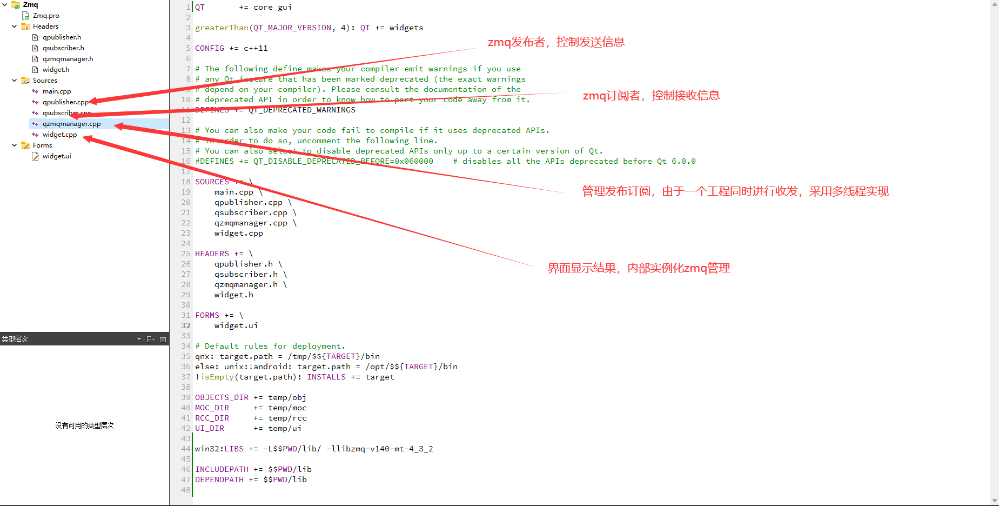 Zmq
Zmq.pro
Headers
qpublisher.h
qsubscriber.h
qzmqmanager.h
widget.h
Sources
main.cpp
qpublisher.cpp
qsubscriber.cpp
qzmqmanager.cpp
widget.cpp
Forms
widget.ui
类型层次
没有可用的类型层次
1 QT       += core gui
2
3 greaterThan(QT_MAJOR_VERSION, 4): QT += widgets
4
5 CONFIG += c++11
6
7 # The following define makes your compiler emit warnings if you use
8 # any Qt feature that has been marked deprecated (the exact warnings
9 # depend on your compiler). Please consult the documentation of the
10 # deprecated API in order to know how to port your code away from it.
11 DEFINES += QT_DEPRECATED_WARNINGS
12
13 # You can also make your code fail to compile if it uses deprecated APIs.
14 # In order to do so, uncomment the following line.
15 # You can also select to disable deprecated APIs only up to a certain version of Qt.
16 #DEFINES += QT_DISABLE_DEPRECATED_BEFORE=0x060000    # disables all the APIs deprecated before Qt 6.0.0
17
18 SOURCES += \
19     main.cpp \
20     qpublisher.cpp \
21     qsubscriber.cpp \
22     qzmqmanager.cpp \
23     widget.cpp
24
25 HEADERS += \
26     qpublisher.h \
27     qsubscriber.h \
28     qzmqmanager.h \
29     widget.h
30
31 FORMS += \
32     widget.ui
33
34 # Default rules for deployment.
35 qnx: target.path = /tmp/$${TARGET}/bin
36 else: unix:!android: target.path = /opt/$${TARGET}/bin
37 !isEmpty(target.path): INSTALLS += target
38
39 OBJECTS_DIR += temp/obj
40 MOC_DIR     += temp/moc
41 RCC_DIR     += temp/rcc
42 UI_DIR      += temp/ui
43
44 win32:LIBS += -L$$PWD/lib/ -llibzmq-v140-mt-4_3_2
45
46 INCLUDEPATH += $$PWD/lib
47 DEPENDPATH += $$PWD/lib
48
zmq发布者，控制发送信息
zmq订阅者，控制接收信息
管理发布订阅，由于一个工程同时进行收发，采用多线程实现
界面显示结果，内部实例化zmq管理